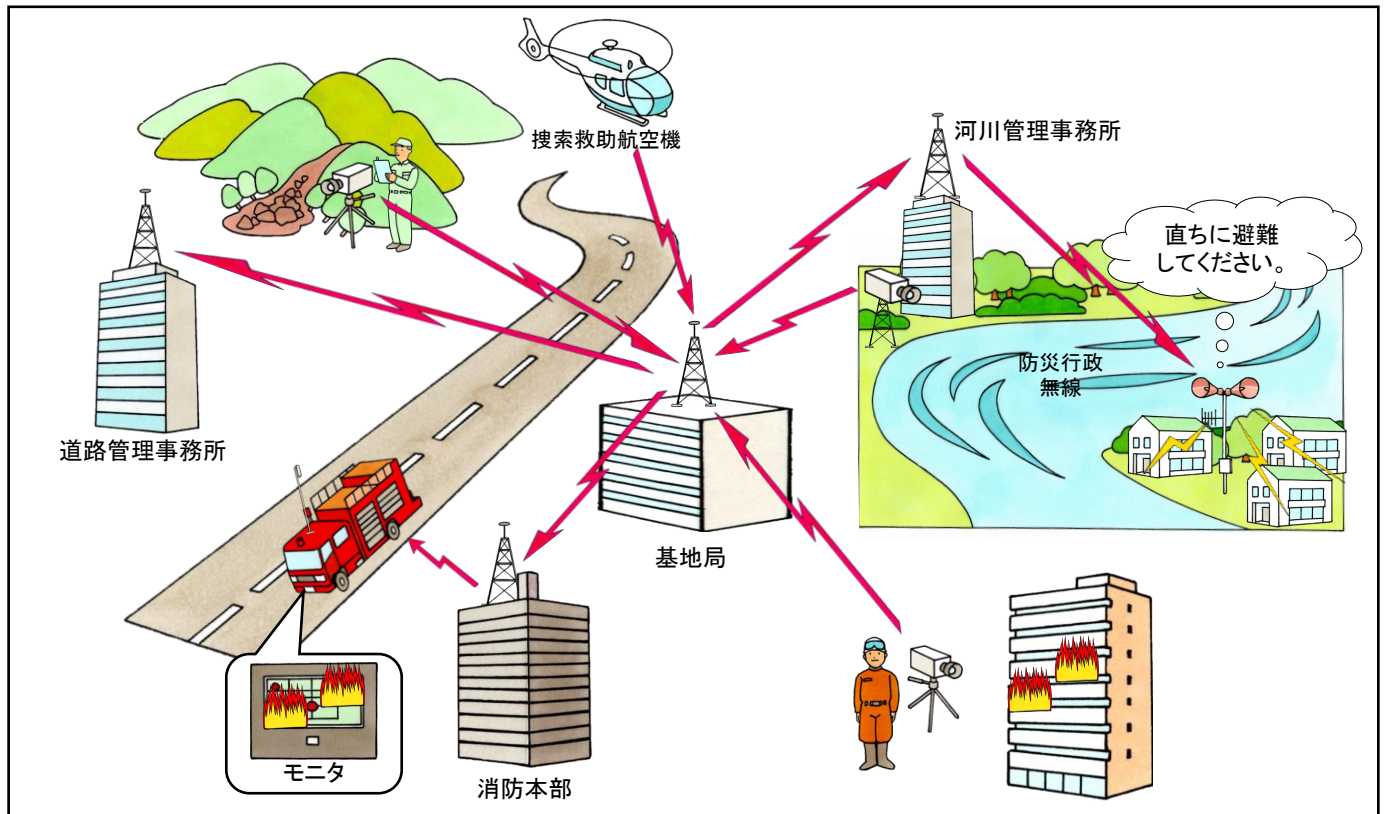 捜索救助航空機
河川管理事務所
直ちに避難
してください。
防災行政
無線
道路管理事務所
基地局
モニタ
消防本部